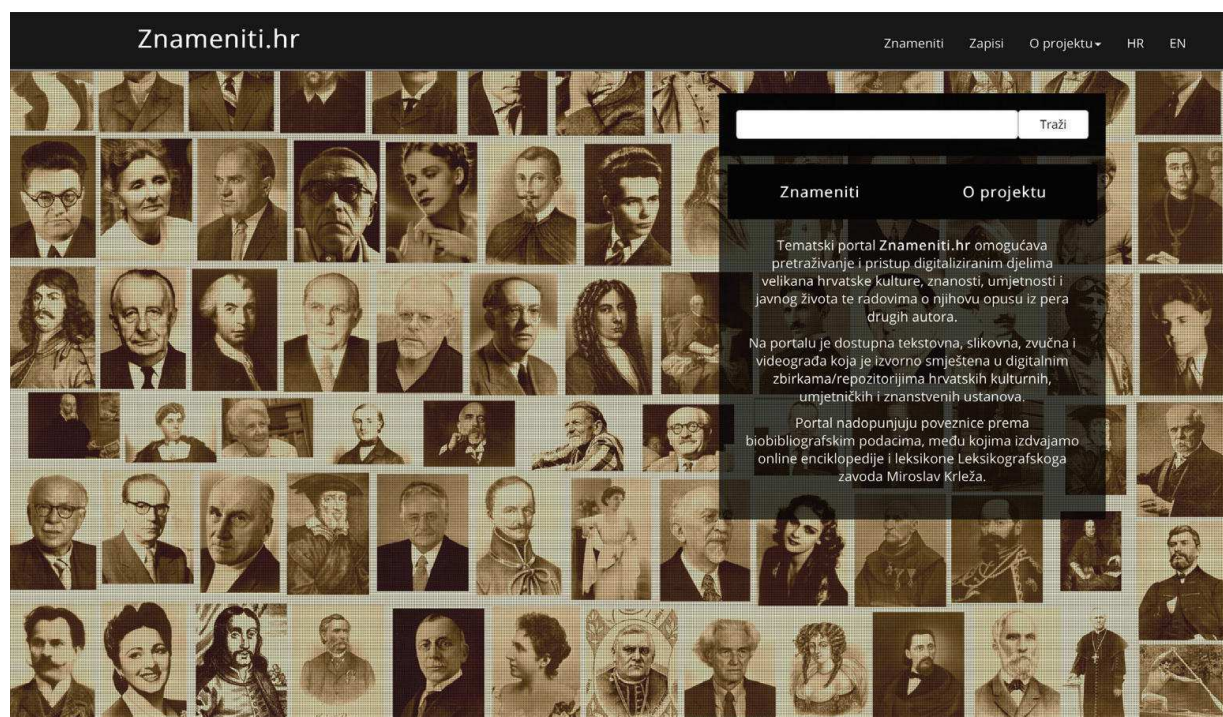 Znameniti.hr
Znameniti Zapisi O projektu HR EN
Traži
Znameniti O projektu
Tematski portal Znameniti.hr omogućava
pretraživanje i pristup digitaliziranim djelima
velikana hrvatske kulture, znanosti, umjetnosti i
javnog života te radovima o njihovu opusu iz pera
drugih autora.
Na portalu je dostupna tekstovna, slikovna, zvučna i
videograđa koja je izvorno smještena u digitalnim
zbirkama/repozitorijima hrvatskih kulturnih,
umjetničkih i znanstvenih ustanova.
Portal nadopunjuju poveznice prema
biobibliografskim podacima, među kojima izdvajamo
online enciklopedije i leksikone Leksikografskoga
zavoda Miroslav Krleža.